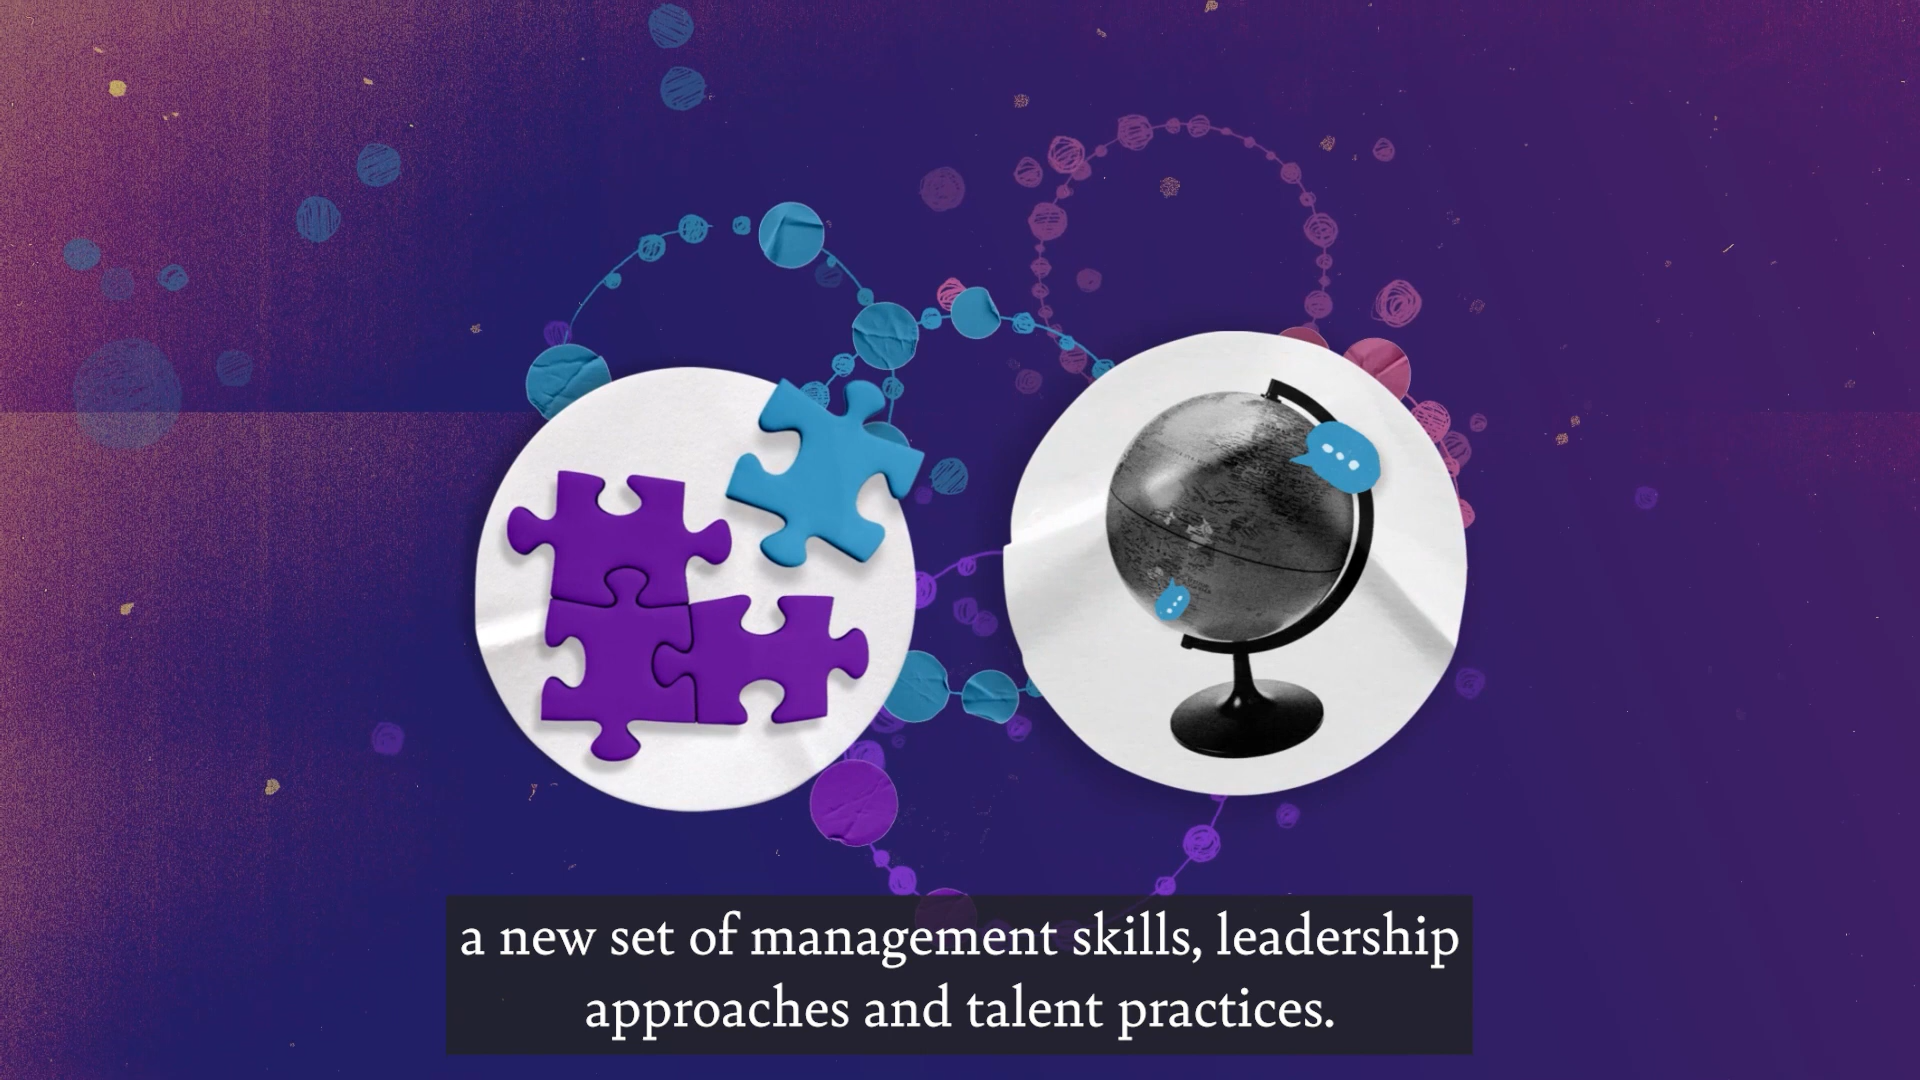 a new set of management skills, leadership
approaches and talent practices.